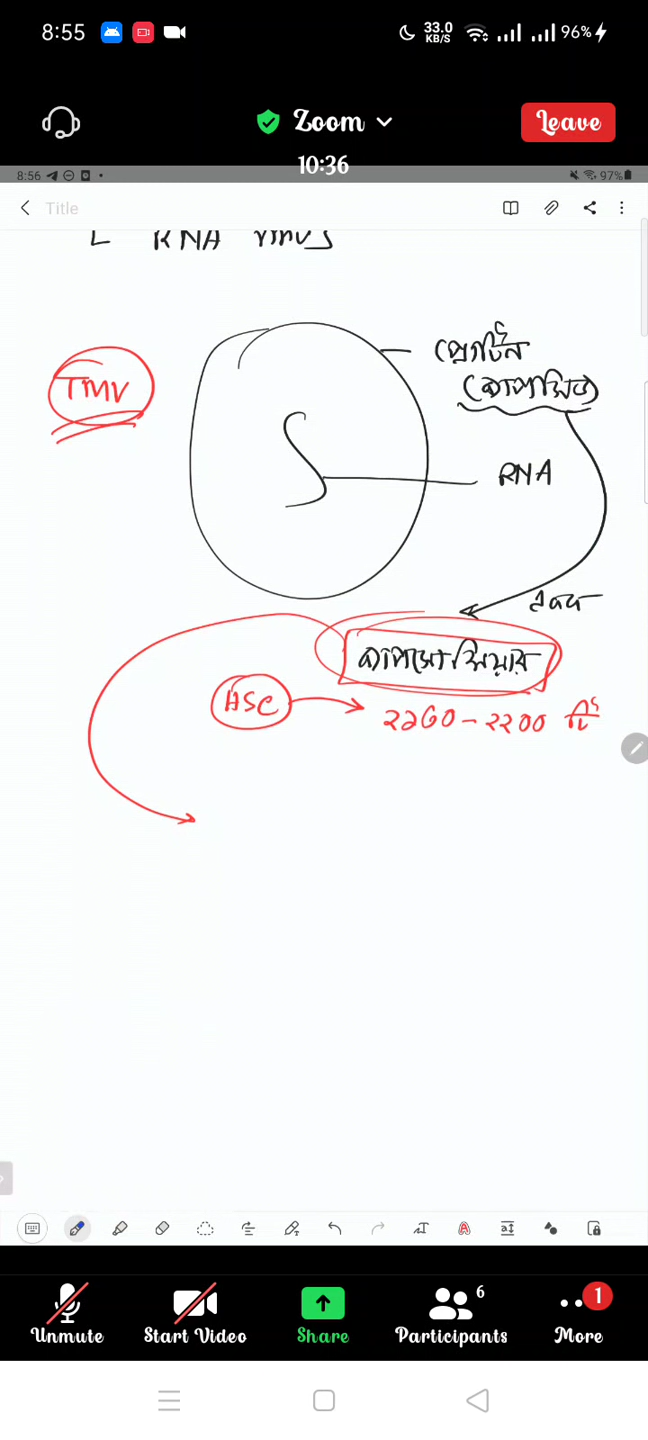 8:55 33.0 KB/S 96%
Zoom
Leave
10:36
8:56 97%
Title
L RNA virus
TMV
প্রোটিন
(ক্যাপসিড)
RNA
একক
ক্যাপসোমিয়ার
HSC
২১৩০-২২০০ টি
Unmute
Start Video
Share
6
Participants
1
More